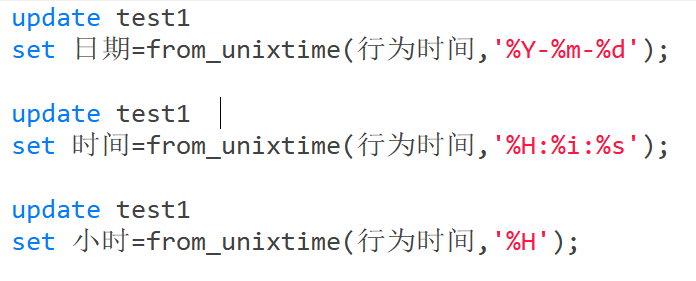 update test1
set 日期=from_unixtime(行为时间,'%Y-%m-%d');
update test1
set 时间=from_unixtime(行为时间,'%H:%i:%s');
update test1
set 小时=from_unixtime(行为时间,'%H');